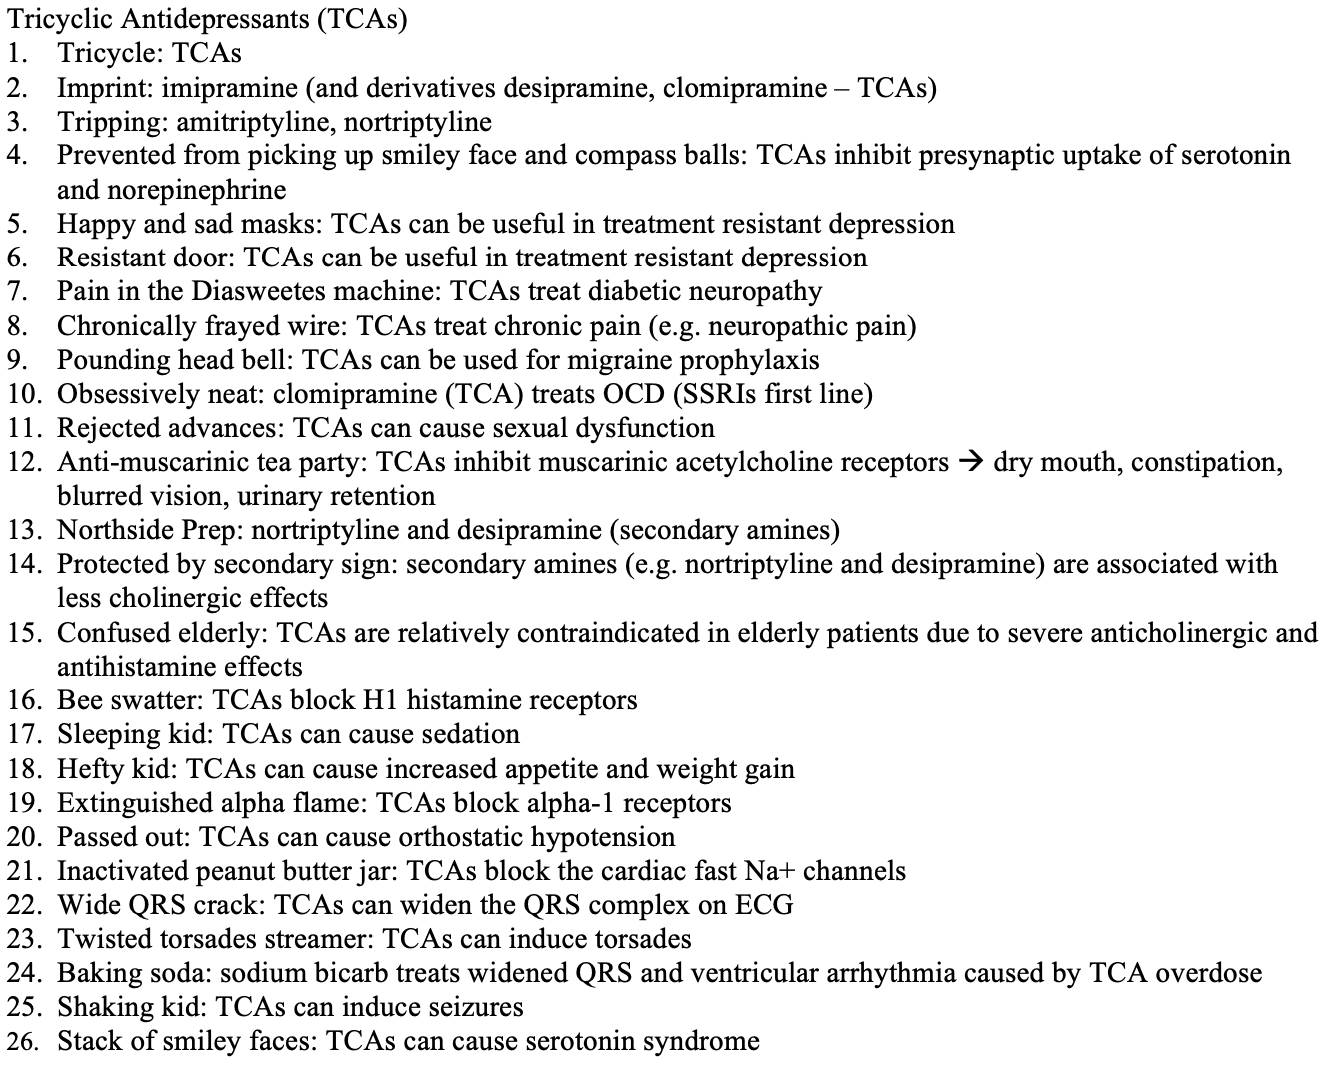 Tricyclic Antidepressants (TCAs)
1. Tricycle: TCAs
2. Imprint: imipramine (and derivatives desipramine, clomipramine – TCAs)
3. Tripping: amitriptyline, nortriptyline
4. Prevented from picking up smiley face and compass balls: TCAs inhibit presynaptic uptake of serotonin
and norepinephrine
5. Happy and sad masks: TCAs can be useful in treatment resistant depression
6. Resistant door: TCAs can be useful in treatment resistant depression
7. Pain in the Diasweetes machine: TCAs treat diabetic neuropathy
8. Chronically frayed wire: TCAs treat chronic pain (e.g. neuropathic pain)
9. Pounding head bell: TCAs can be used for migraine prophylaxis
10. Obsessively neat: clomipramine (TCA) treats OCD (SSRIs first line)
11. Rejected advances: TCAs can cause sexual dysfunction
12. Anti-muscarinic tea party: TCAs inhibit muscarinic acetylcholine receptors → dry mouth, constipation,
blurred vision, urinary retention
13. Northside Prep: nortriptyline and desipramine (secondary amines)
14. Protected by secondary sign: secondary amines (e.g. nortriptyline and desipramine) are associated with
less cholinergic effects
15. Confused elderly: TCAs are relatively contraindicated in elderly patients due to severe anticholinergic and
antihistamine effects
16. Bee swatter: TCAs block H1 histamine receptors
17. Sleeping kid: TCAs can cause sedation
18. Hefty kid: TCAs can cause increased appetite and weight gain
19. Extinguished alpha flame: TCAs block alpha-1 receptors
20. Passed out: TCAs can cause orthostatic hypotension
21. Inactivated peanut butter jar: TCAs block the cardiac fast Na+ channels
22. Wide QRS crack: TCAs can widen the QRS complex on ECG
23. Twisted torsades streamer: TCAs can induce torsades
24. Baking soda: sodium bicarb treats widened QRS and ventricular arrhythmia caused by TCA overdose
25. Shaking kid: TCAs can induce seizures
26. Stack of smiley faces: TCAs can cause serotonin syndrome